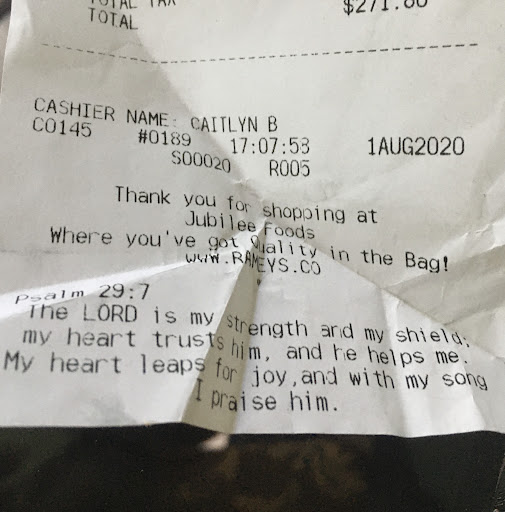 TOTAL TAX
TOTAL $271.80
CASHIER NAME: CAITLYN B
C0145 #0189 17:07:53 1AUG2020
S00020 R005
Thank you for shopping at
Jubilee Foods
Where you've got Quality in the Bag!
WWW.RAMEYS.CO
Psalm 29:7
The LORD is my strength and my shield;
my heart trusts him, and he helps me.
My heart leaps for joy,and with my song
I praise him.